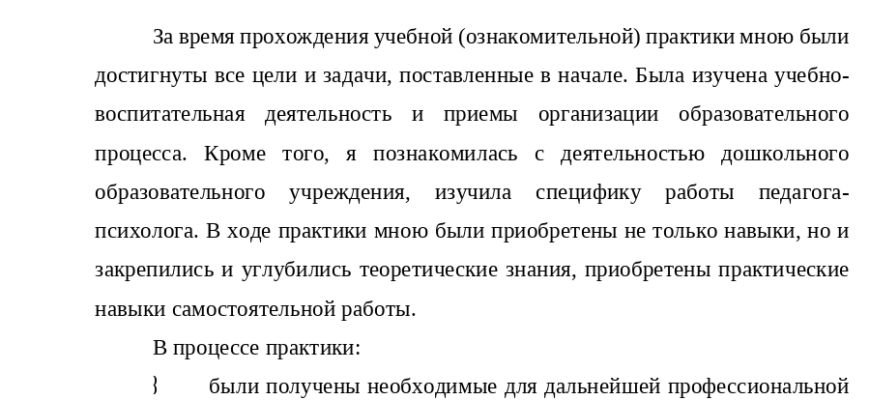 За время прохождения учебной (ознакомительной) практики мною были
достигнуты все цели и задачи, поставленные в начале. Была изучена учебно-
воспитательная деятельность и приемы организации образовательного
процесса. Кроме того, я познакомилась с деятельностью дошкольного
образовательного учреждения, изучила специфику работы педагога-
психолога. В ходе практики мною были приобретены не только навыки, но и
закрепились и углубились теоретические знания, приобретены практические
навыки самостоятельной работы.
В процессе практики:
} были получены необходимые для дальнейшей профессиональной